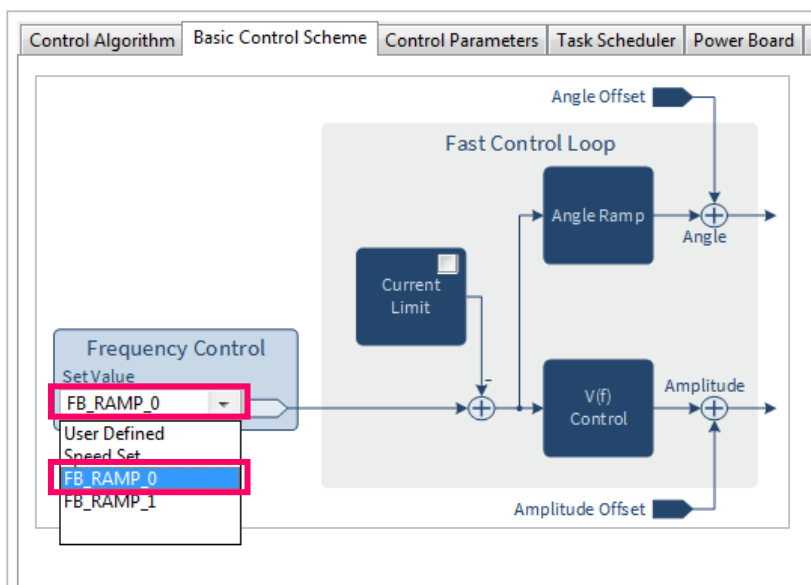 Control Algorithm
Basic Control Scheme
Control Parameters
Task Scheduler
Power Board
Angle Offset
Fast Control Loop
Angle Ramp
Angle
Current
Limit
Frequency Control
Set Value
FB_RAMP_0
-
V(f)
Control
Amplitude
User Defined
Speed Set
FB_RAMP_0
FB_RAMP_1
Amplitude Offset